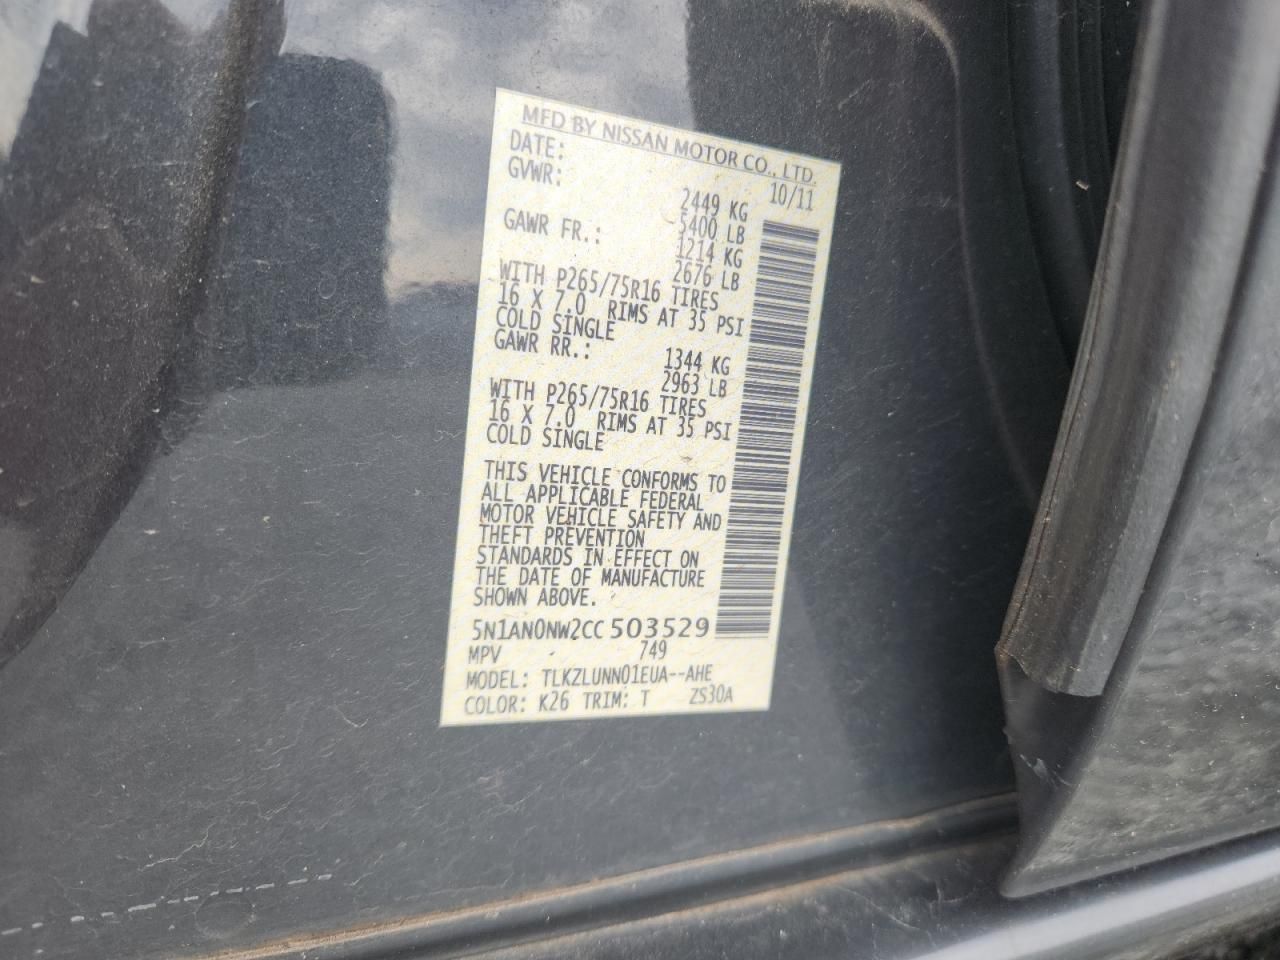 MFD BY NISSAN MOTOR CO., LTD.
DATE: 10/11
GVWR: 2449 KG
5400 LB
GAWR FR.: 1214 KG
2676 LB
WITH P265/75R16 TIRES
16 X 7.0 RIMS AT 35 PSI
COLD SINGLE
GAWR RR.: 1344 KG
2963 LB
WITH P265/75R16 TIRES
16 X 7.0 RIMS AT 35 PSI
COLD SINGLE
THIS VEHICLE CONFORMS TO
ALL APPLICABLE FEDERAL
MOTOR VEHICLE SAFETY AND
THEFT PREVENTION
STANDARDS IN EFFECT ON
THE DATE OF MANUFACTURE
SHOWN ABOVE.
5N1AN0NW2CC503529
MPV 749
MODEL: TLKZLUNN01EUA--AHE
COLOR: K26 TRIM: T ZS30A